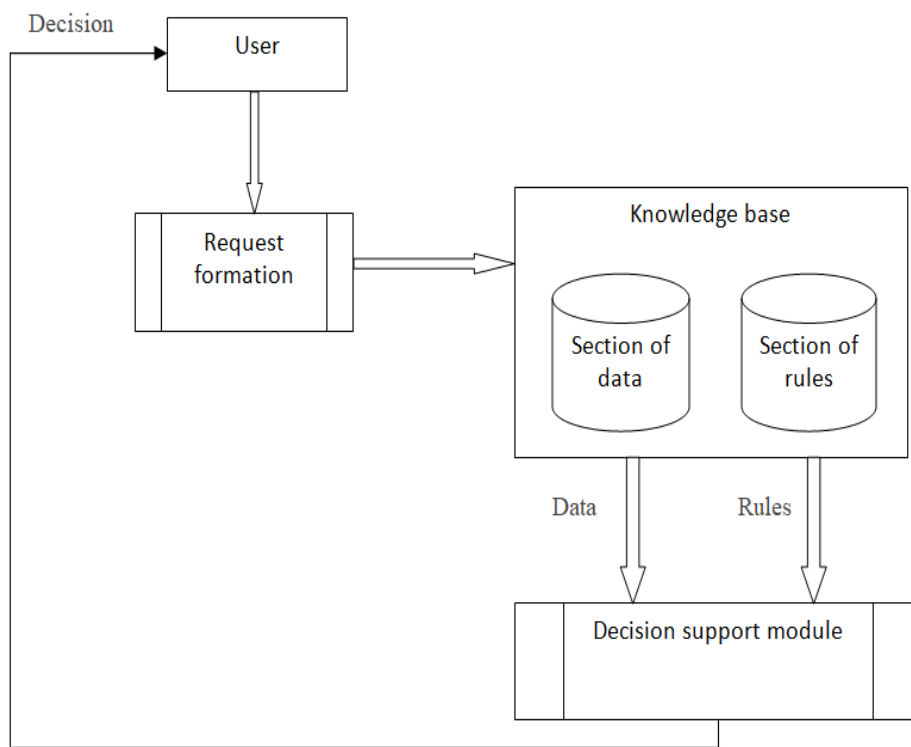 Decision
User
Request
formation
Knowledge base
Section of
data
Section of
rules
Data
Rules
Decision support module